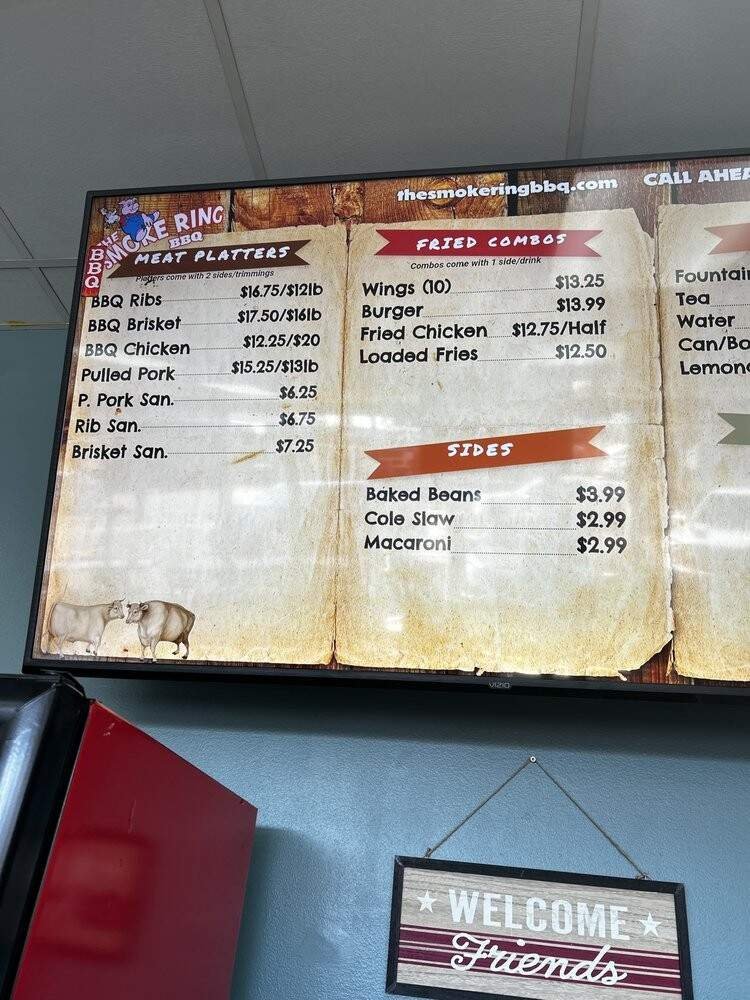 thesmokeringbbq.com
CALL AHEA
THE
SMOKE RING
BBQ
BBQ
MEAT PLATTERS
Platters come with 2 sides/trimmings
BBQ Ribs $16.75/$12lb
BBQ Brisket $17.50/$16lb
BBQ Chicken $12.25/$20
Pulled Pork $15.25/$13lb
P. Pork San. $6.25
Rib San. $6.75
Brisket San. $7.25
FRIED COMBOS
Combos come with 1 side/drink
Wings (10) $13.25
Burger $13.99
Fried Chicken $12.75/Half
Loaded Fries $12.50
SIDES
Baked Beans $3.99
Cole Slaw $2.99
Macaroni $2.99
Fountain
Tea
Water
Can/Bo
Lemona
VIZIO
WELCOME
Friends